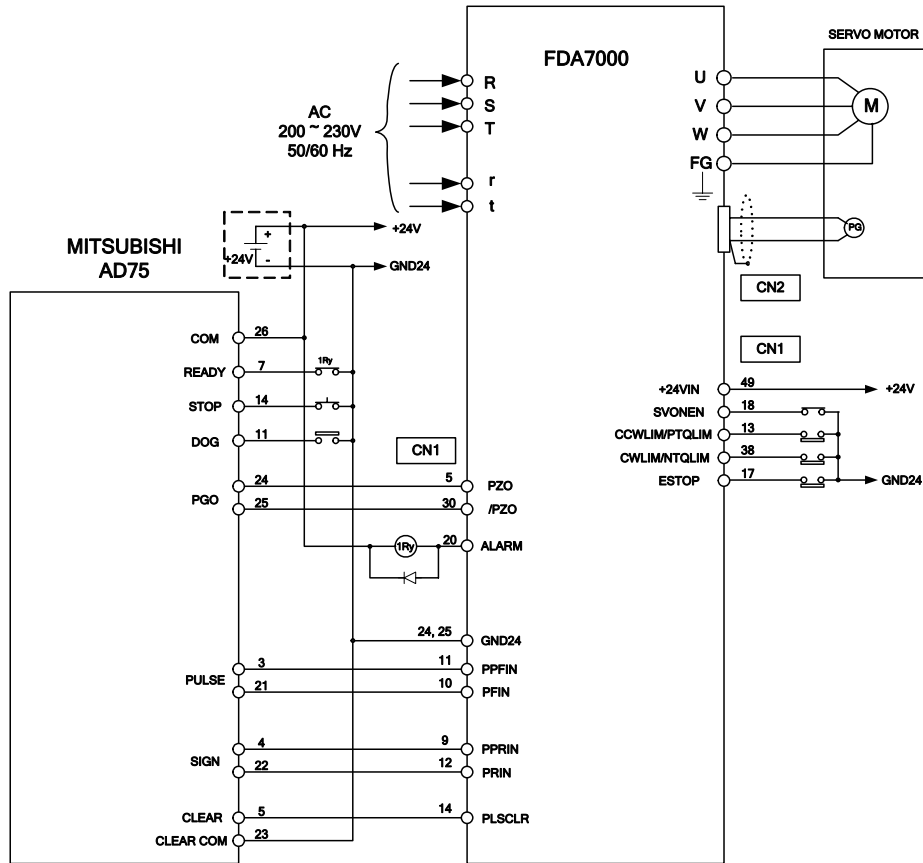 SERVO MOTOR
FDA7000
AC
200 ~ 230V
50/60 Hz
R
S
T
r
t
U
V
W
FG
M
PG
CN2
+24V
GND24
+
+24V
-
MITSUBISHI
AD75
COM 26
READY 7 1Ry
STOP 14
DOG 11
PGO 24
25
CN1
5 PZO
30 /PZO
1Ry 20 ALARM
24, 25 GND24
PULSE 3 11 PPFIN
21 10 PFIN
SIGN 4 9 PPRIN
22 12 PRIN
CLEAR 5 14 PLSCLR
CLEAR COM 23
CN1
+24VIN 49 +24V
SVONEN 18
CCWLIM/PTQLIM 13
CWLIM/NTQLIM 38
ESTOP 17 GND24